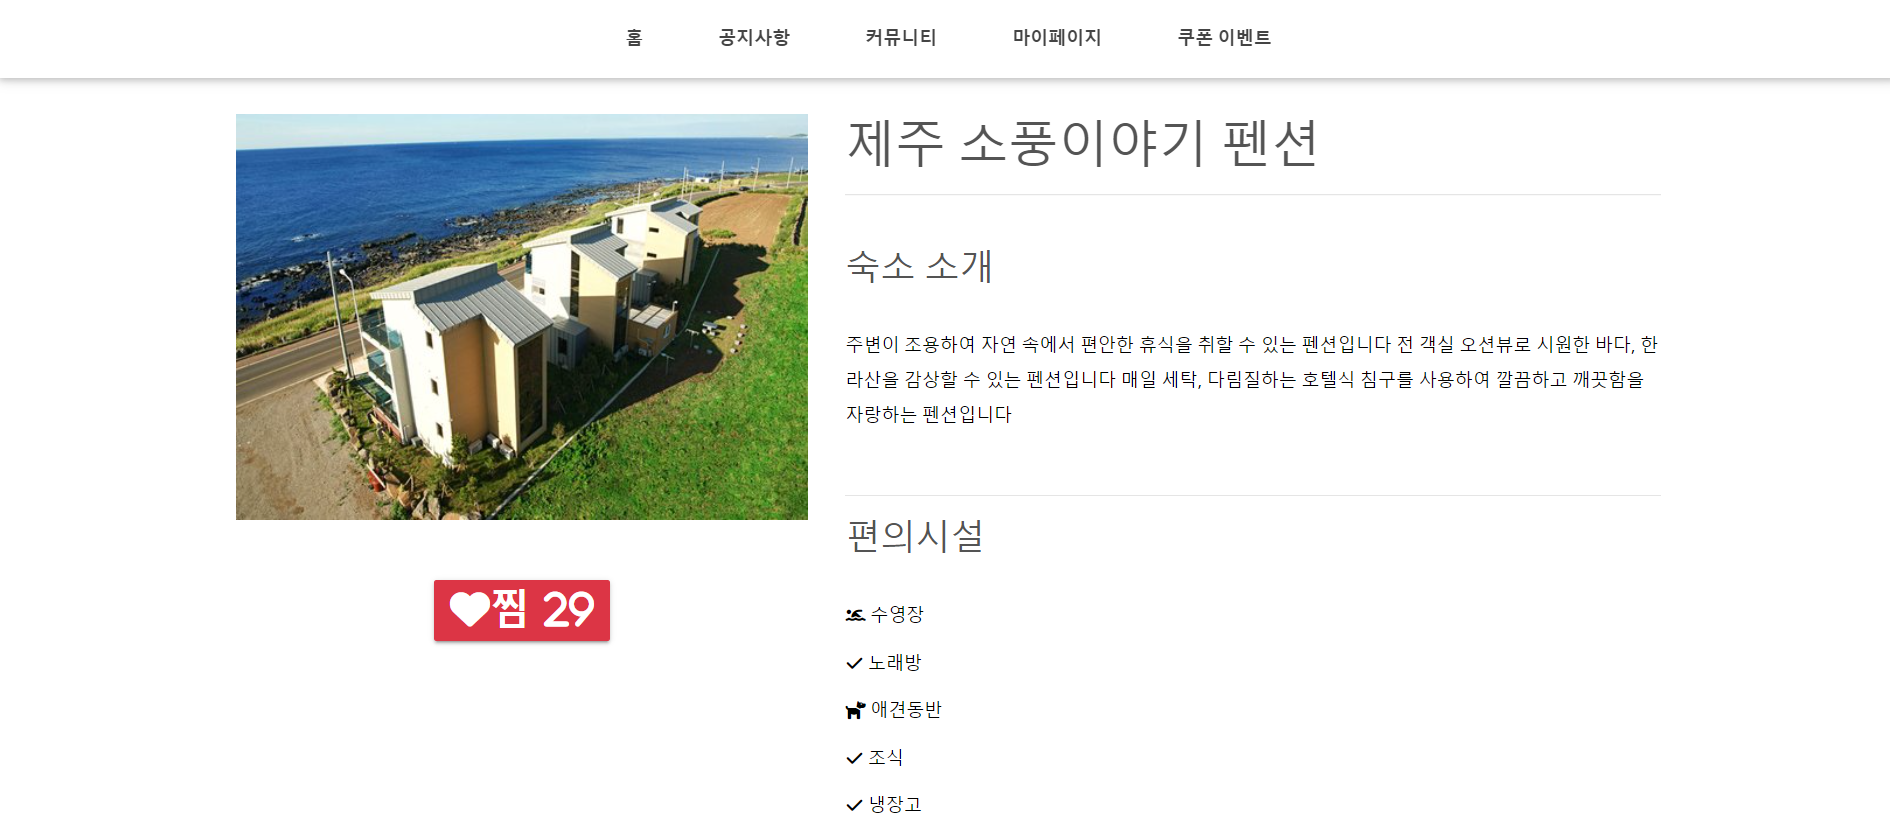 홈 공지사항 커뮤니티 마이페이지 쿠폰 이벤트
제주 소풍이야기 펜션
숙소 소개
주변이 조용하여 자연 속에서 편안한 휴식을 취할 수 있는 펜션입니다 전 객실 오션뷰로 시원한 바다, 한
라산을 감상할 수 있는 펜션입니다 매일 세탁, 다림질하는 호텔식 침구를 사용하여 깔끔하고 깨끗함을
자랑하는 펜션입니다
찜 29
편의시설
수영장
노래방
애견동반
조식
냉장고